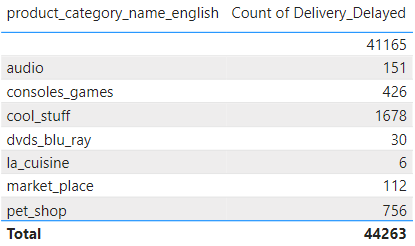 product_category_name_english Count of Delivery_Delayed
41165
audio 151
consoles_games 426
cool_stuff 1678
dvds_blu_ray 30
la_cuisine 6
market_place 112
pet_shop 756
Total 44263